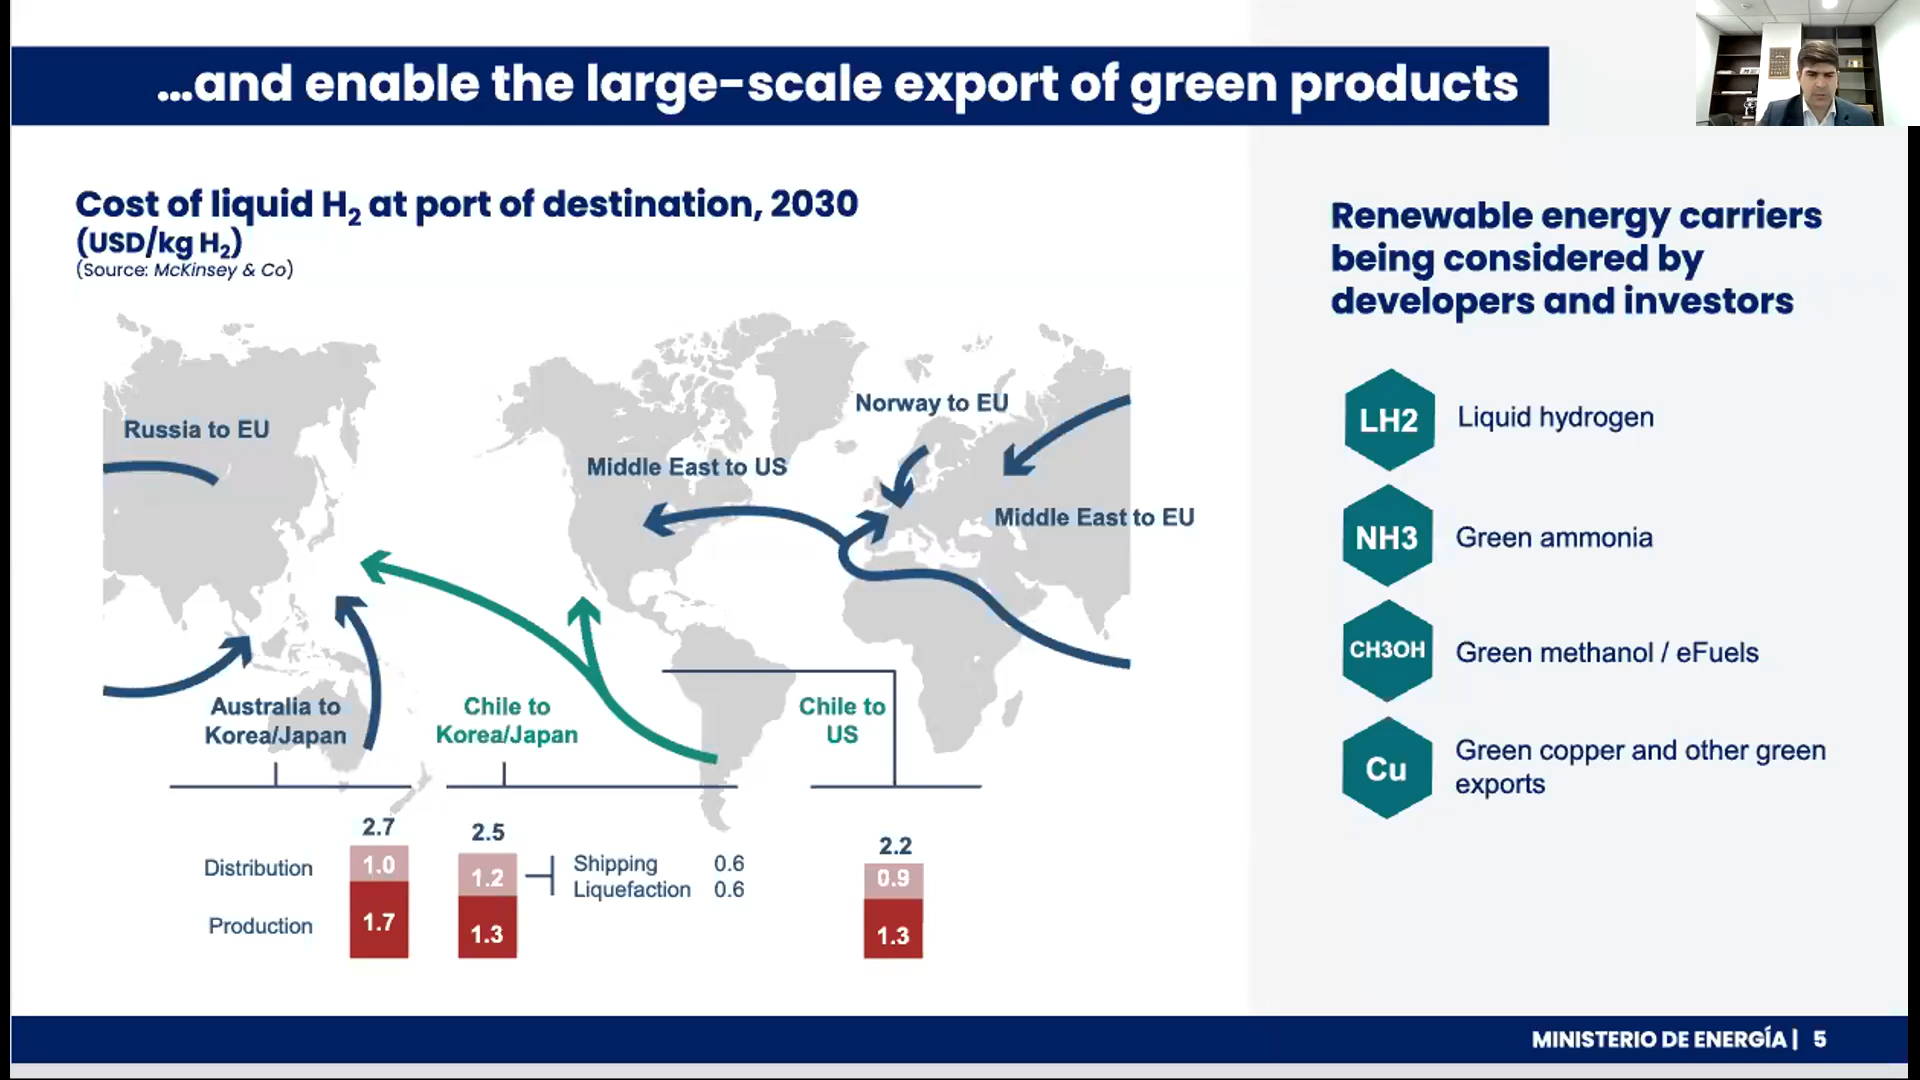 ...and enable the large-scale export of green products
Cost of liquid H₂ at port of destination, 2030
(USD/kg H₂)
(Source: McKinsey & Co)
Russia to EU
Norway to EU
Middle East to US
Middle East to EU
Australia to
Korea/Japan
Chile to
Korea/Japan
Chile to
US
2.7
2.5
2.2
Distribution
1.0
1.2
Shipping 0.6
Liquefaction 0.6
0.9
Production
1.7
1.3
1.3
Renewable energy carriers
being considered by
developers and investors
LH2 Liquid hydrogen
NH3 Green ammonia
CH3OH Green methanol / eFuels
Cu Green copper and other green
exports
MINISTERIO DE ENERGÍA | 5